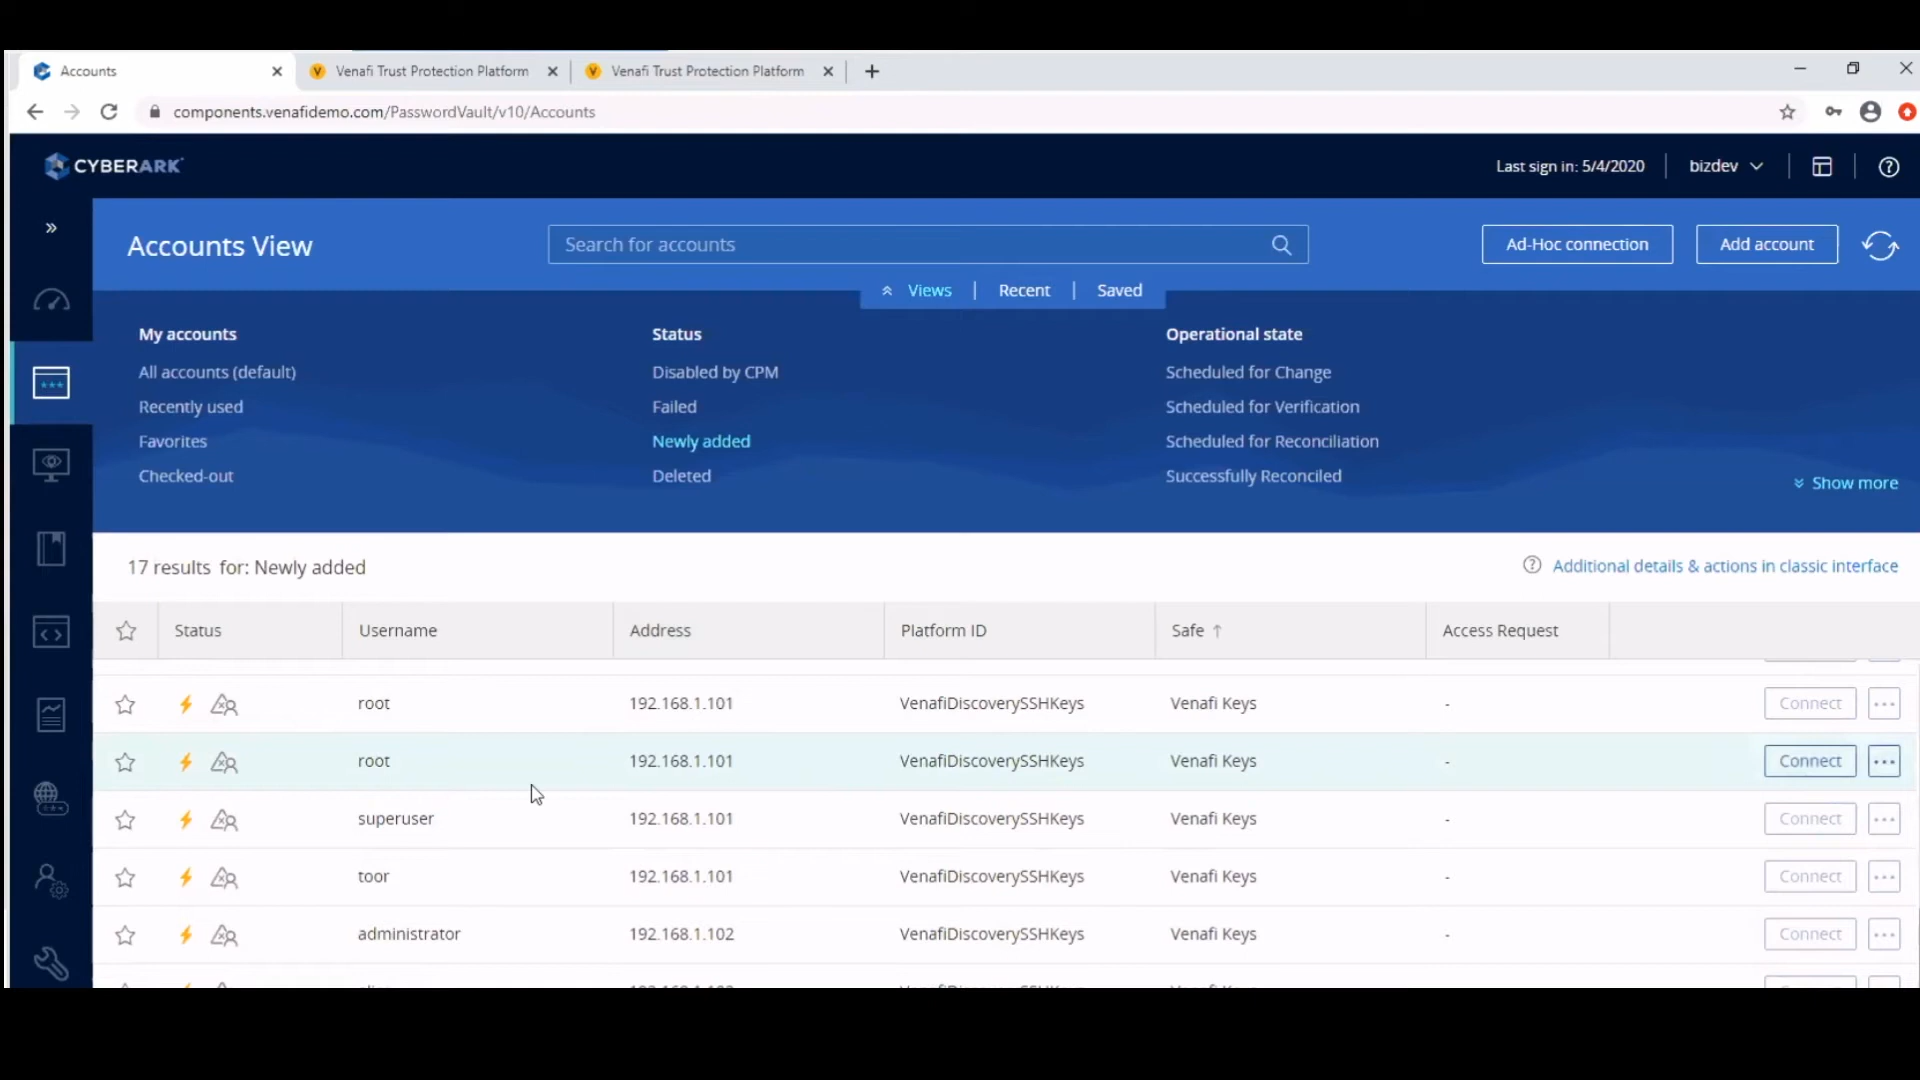 Accounts
Venafi Trust Protection Platform
Venafi Trust Protection Platform
components.venafidemo.com/PasswordVault/v10/Accounts
CYBERARK
Last sign in: 5/4/2020
bizdev
Accounts View
Search for accounts
Ad-Hoc connection
Add account
Views | Recent | Saved
My accounts Status Operational state
All accounts (default) Disabled by CPM Scheduled for Change
Recently used Failed Scheduled for Verification
Favorites Newly added Scheduled for Reconciliation
Checked-out Deleted Successfully Reconciled
Show more
17 results for: Newly added
Additional details & actions in classic interface
Status Username Address Platform ID Safe ↑ Access Request
root 192.168.1.101 VenafiDiscoverySSHKeys Venafi Keys - Connect ...
root 192.168.1.101 VenafiDiscoverySSHKeys Venafi Keys - Connect ...
superuser 192.168.1.101 VenafiDiscoverySSHKeys Venafi Keys - Connect ...
toor 192.168.1.101 VenafiDiscoverySSHKeys Venafi Keys - Connect ...
administrator 192.168.1.102 VenafiDiscoverySSHKeys Venafi Keys - Connect ...